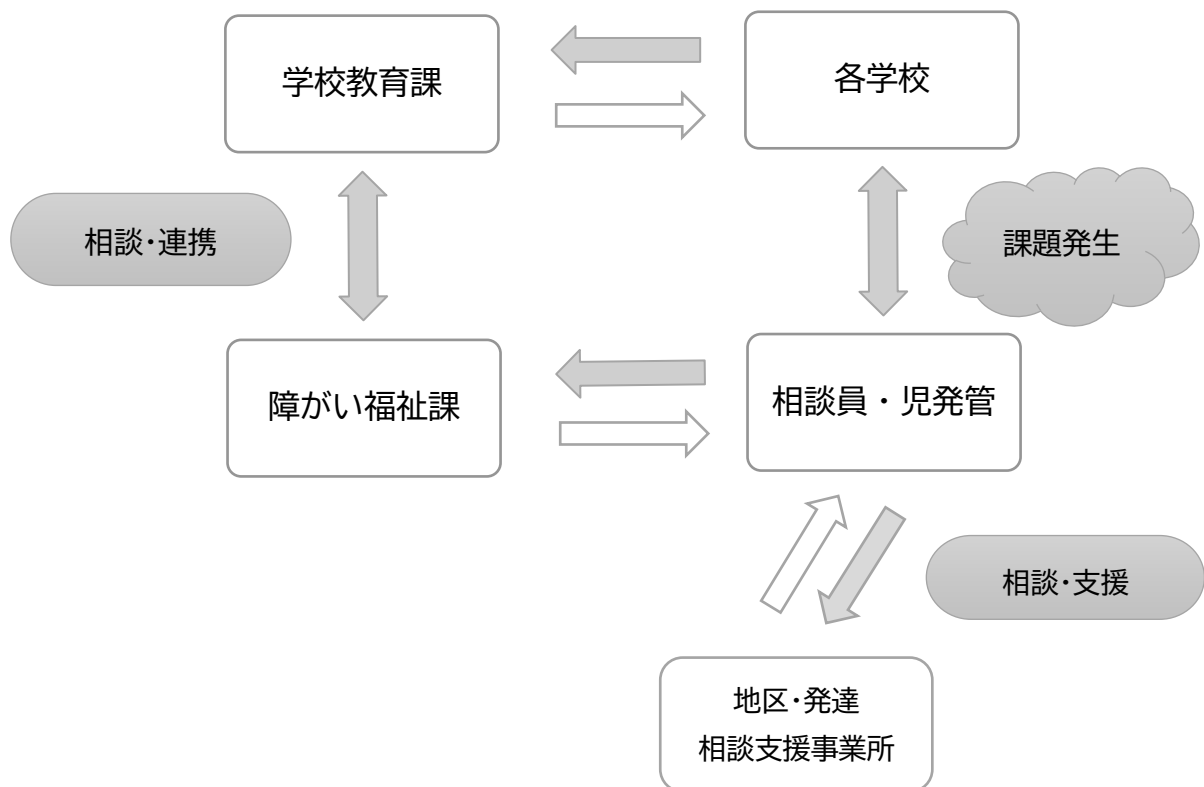 学校教育課
各学校
相談・連携
課題発生
障がい福祉課
相談員・児発管
相談・支援
地区・発達
相談支援事業所